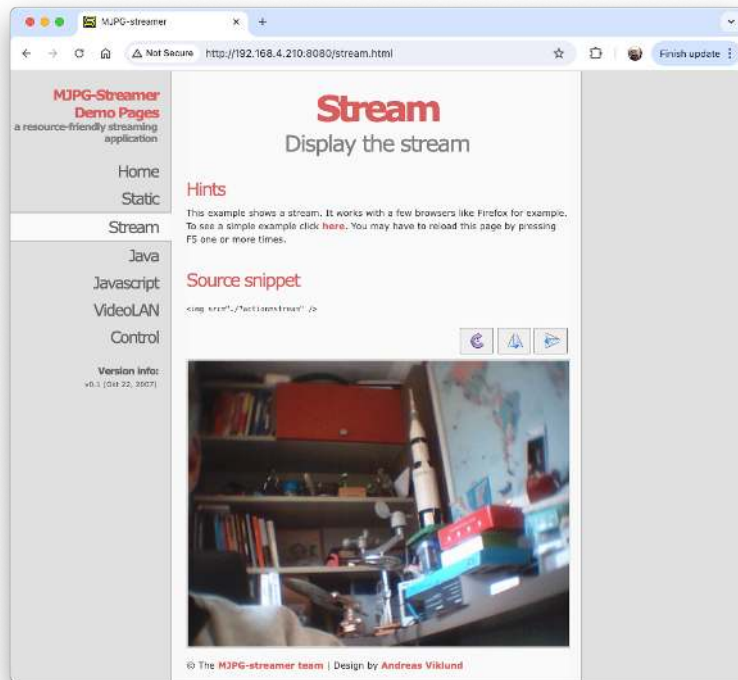 MJPG-streamer
Not Secure http://192.168.4.210:8080/stream.html
Finish update
MJPG-Streamer
Demo Pages
a resource-friendly streaming
application
Home
Static
Stream
Java
Javascript
VideoLAN
Control
Version info:
v0.1 (Okt 22, 2007)
Stream
Display the stream
Hints
This example shows a stream. It works with a few browsers like Firefox for example.
To see a simple example click here. You may have to reload this page by pressing
F5 one or more times.
Source snippet
<img src="./?action=stream" />
© The MJPG-streamer team | Design by Andreas Viklund